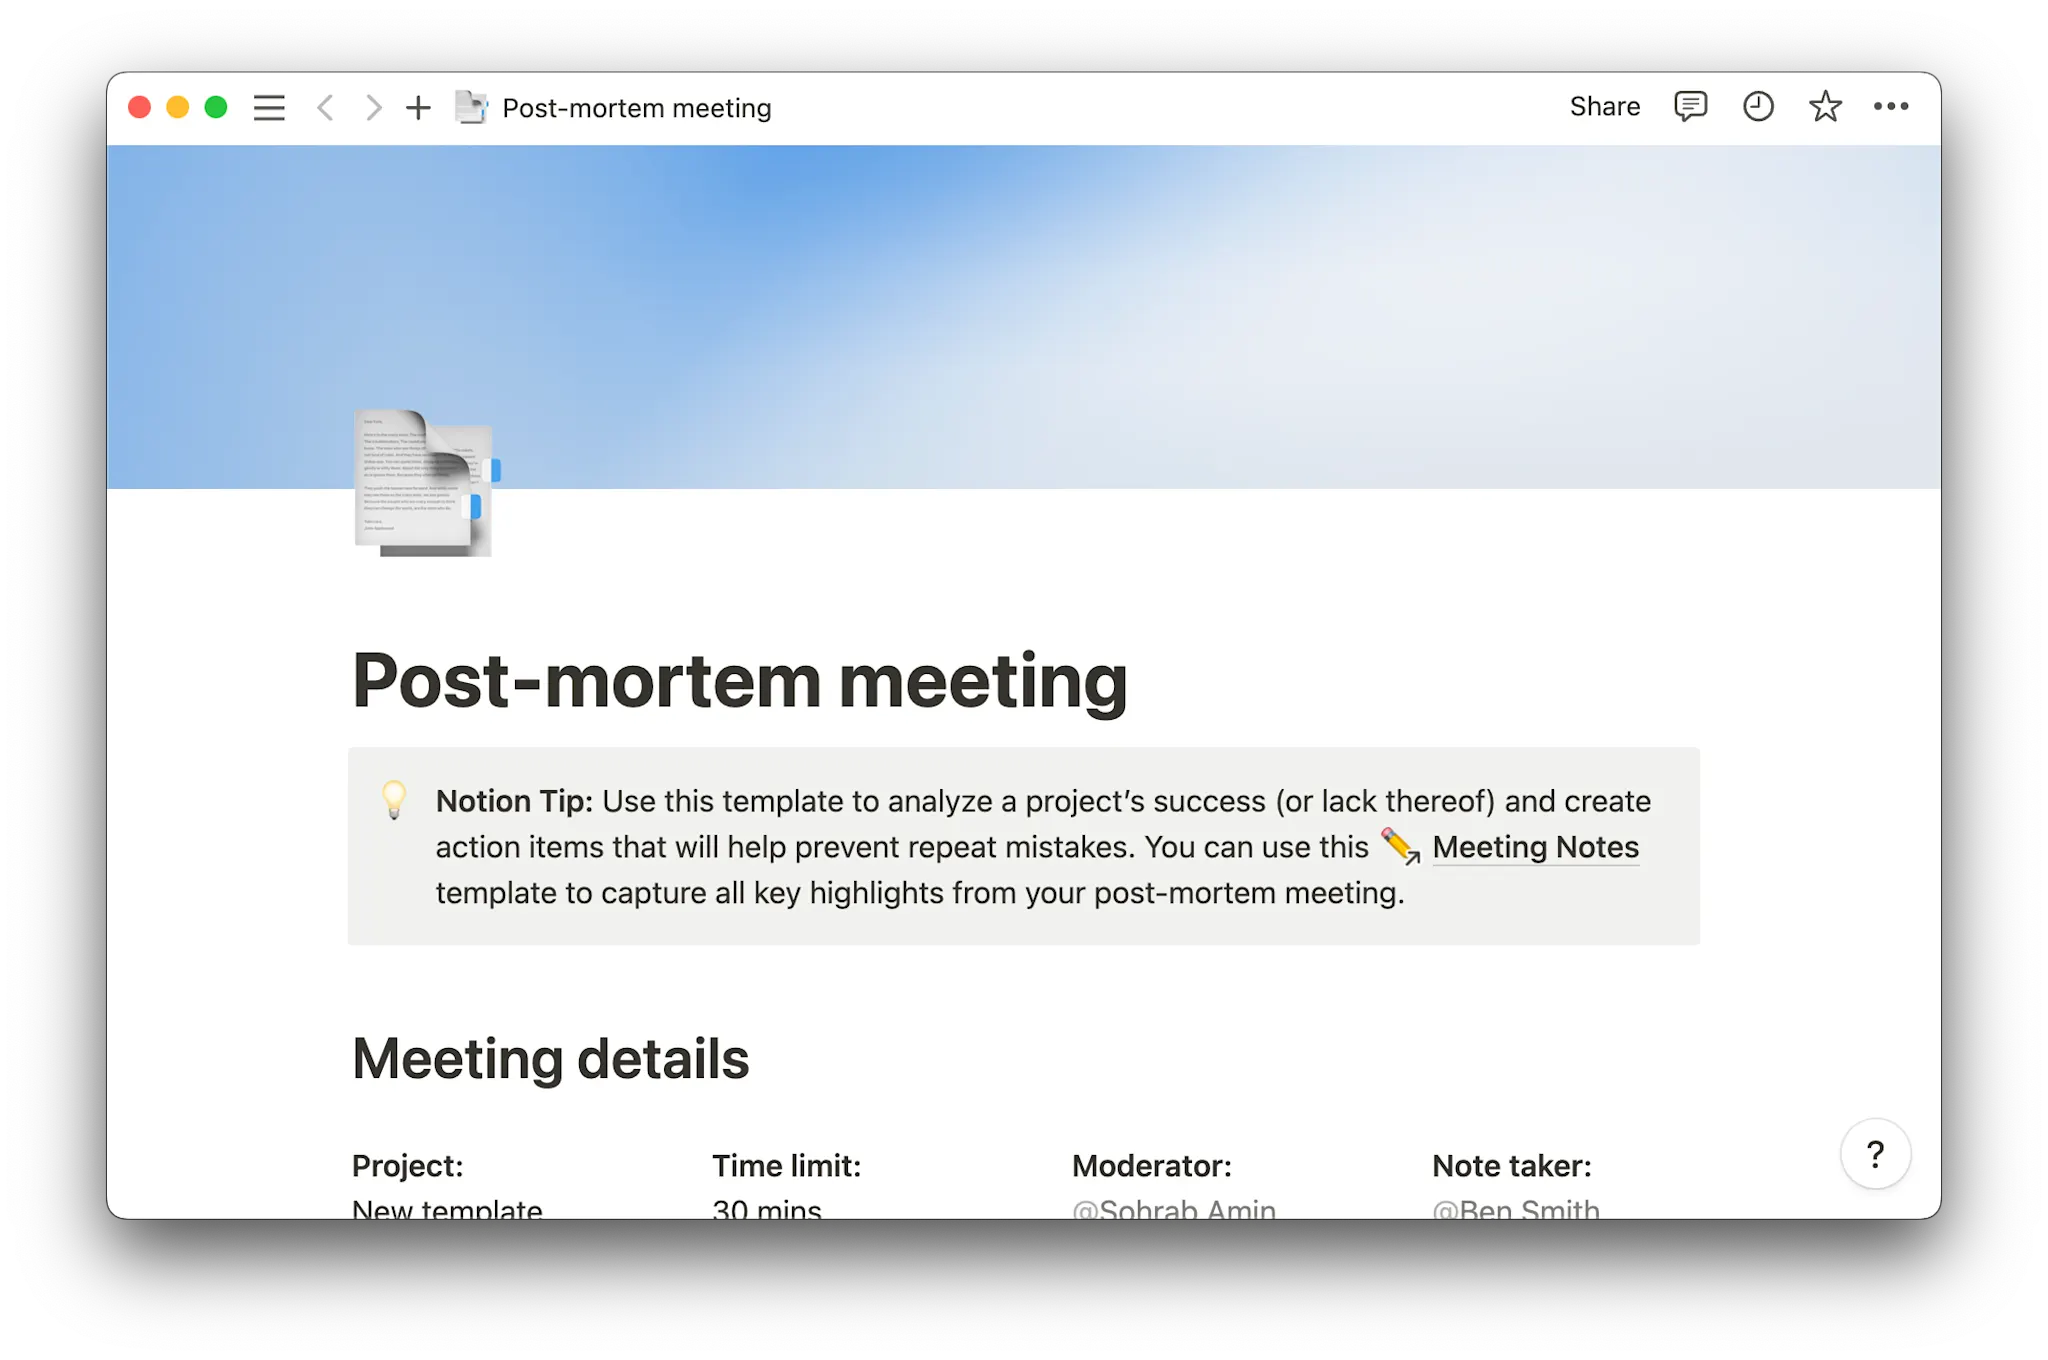 Post-mortem meeting
Share
Post-mortem meeting
Notion Tip: Use this template to analyze a project’s success (or lack thereof) and create
action items that will help prevent repeat mistakes. You can use this Meeting Notes
template to capture all key highlights from your post-mortem meeting.
Meeting details
Project: Time limit: Moderator: Note taker:
New template 30 mins @Sohrab Amin @Ben Smith
?